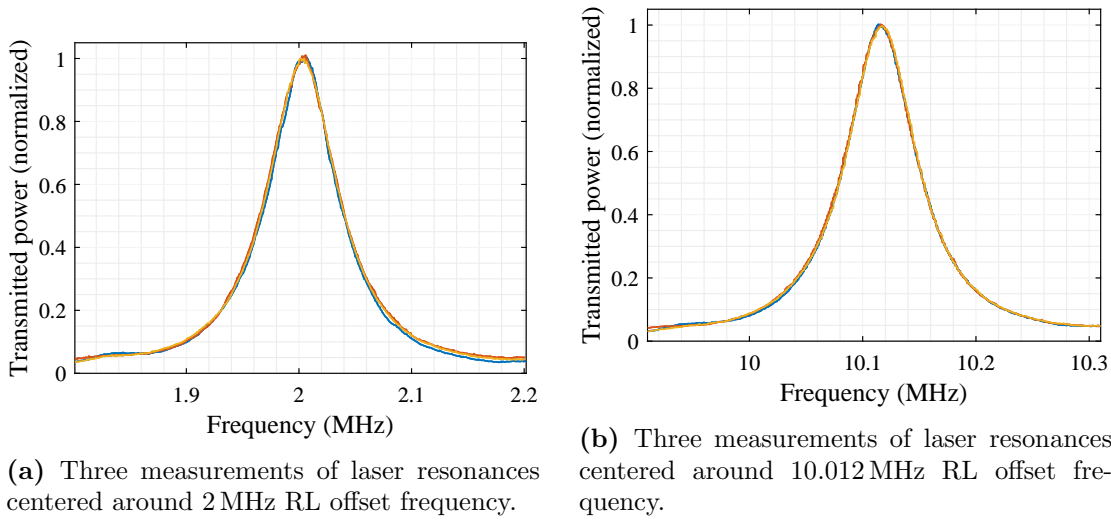 Transmitted power (normalized)
1
0.8
0.6
0.4
0.2
0
1.9
2
2.1
2.2
Frequency (MHz)
(a) Three measurements of laser resonances
centered around 2 MHz RL offset frequency.
Transmitted power (normalized)
1
0.8
0.6
0.4
0.2
0
10
10.1
10.2
10.3
Frequency (MHz)
(b) Three measurements of laser resonances
centered around 10.012 MHz RL offset fre-
quency.